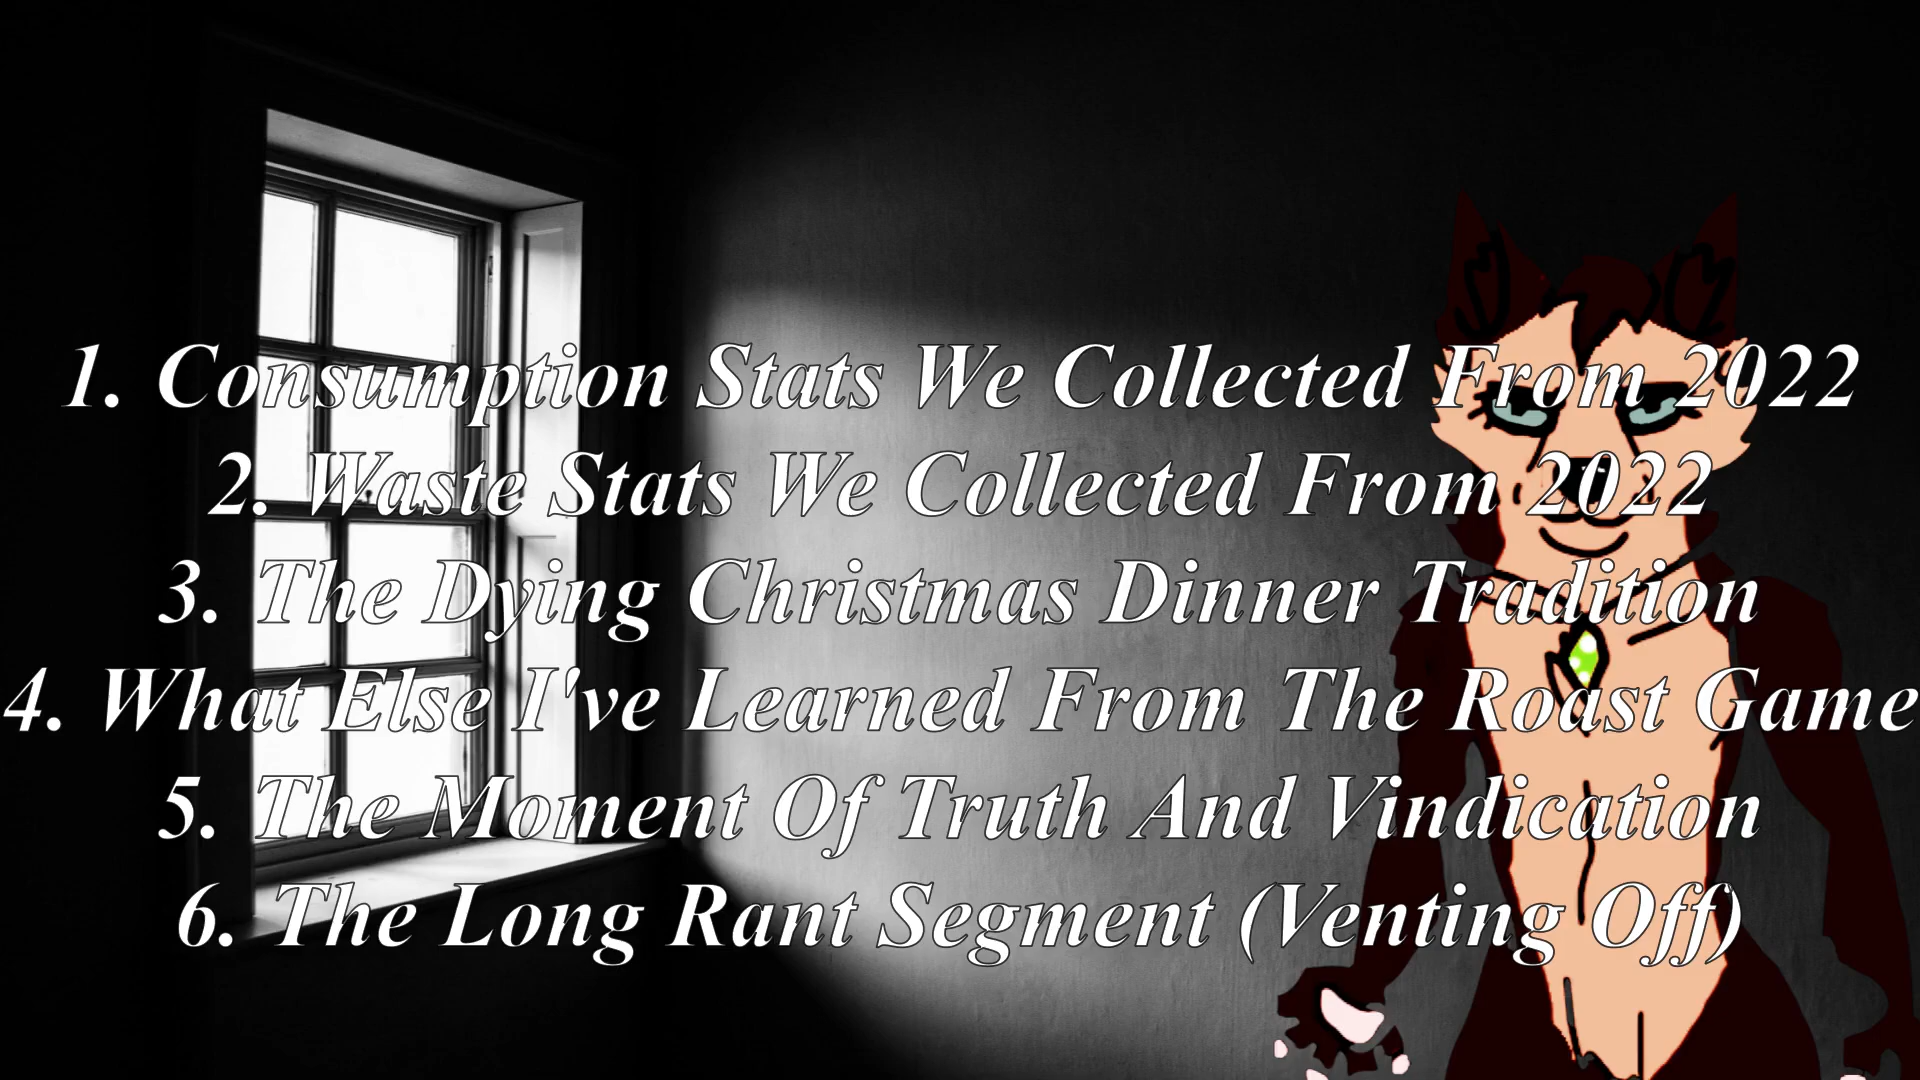 1. Consumption Stats We Collected From 2022
2. Waste Stats We Collected From 2022
3. The Dying Christmas Dinner Tradition
4. What Else I've Learned From The Roast Game
5. The Moment Of Truth And Vindication
6. The Long Rant Segment (Venting Off)